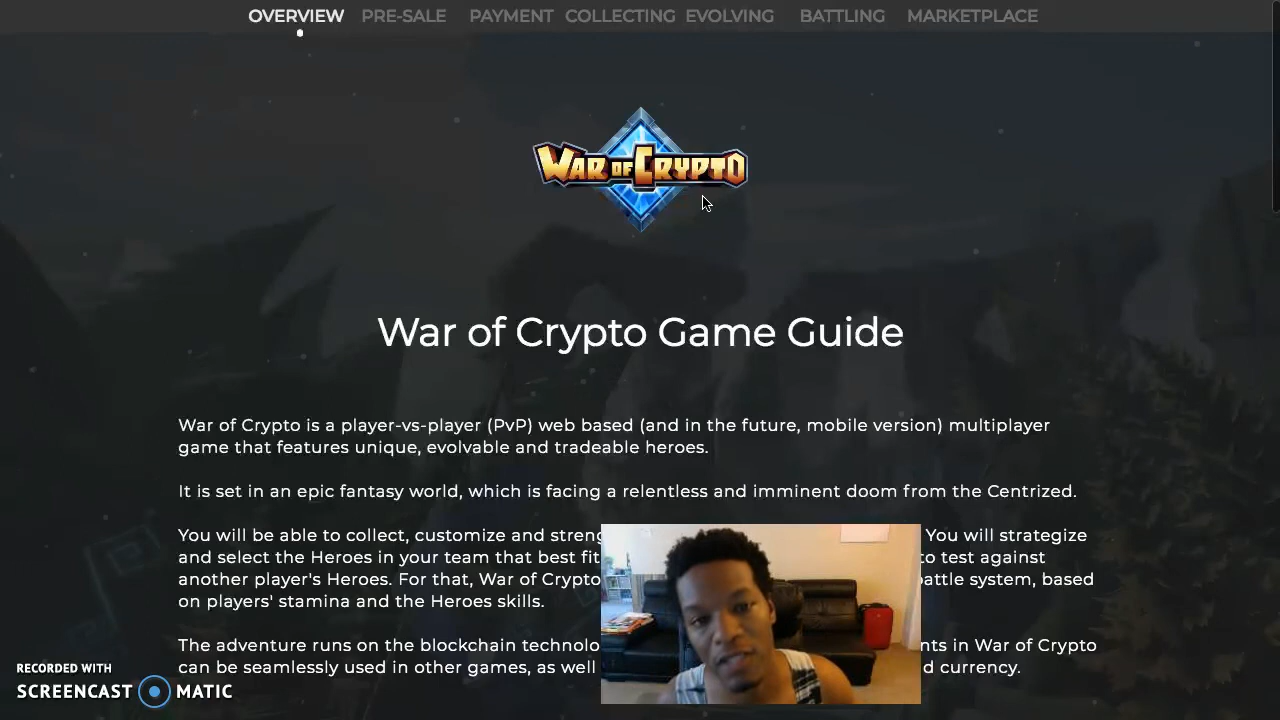 OVERVIEW PRE-SALE PAYMENT COLLECTING EVOLVING BATTLING MARKETPLACE
WAR OF CRYPTO
War of Crypto Game Guide
War of Crypto is a player-vs-player (PvP) web based (and in the future, mobile version) multiplayer
game that features unique, evolvable and tradeable heroes.
It is set in an epic fantasy world, which is facing a relentless and imminent doom from the Centrized.
You will be able to collect, customize and You will strategize
and select the Heroes in your team that best fit to test against
another player's Heroes. For that, War of Crypto battle system, based
on players' stamina and the Heroes skills.
The adventure runs on the blockchain in War of Crypto
can be seamlessly used in other games, as well currency.
RECORDED WITH
SCREENCAST MATIC